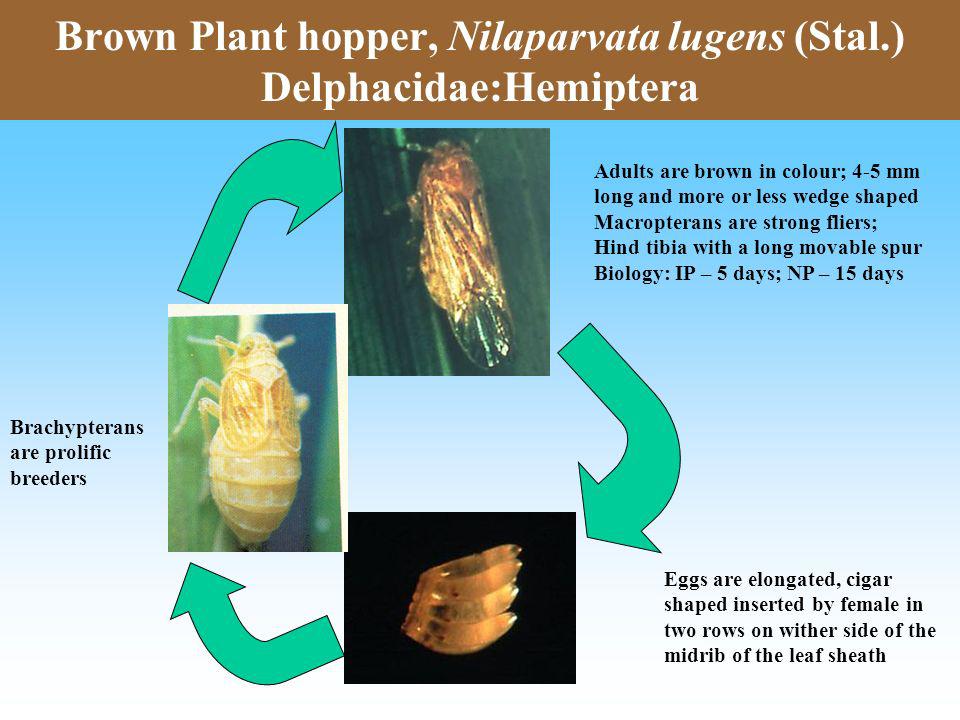 Brown Plant hopper, Nilaparvata lugens (Stal.)
Delphacidae:Hemiptera
Adults are brown in colour; 4-5 mm
long and more or less wedge shaped
Macropterans are strong fliers;
Hind tibia with a long movable spur
Biology: IP – 5 days; NP – 15 days
Brachypterans
are prolific
breeders
Eggs are elongated, cigar
shaped inserted by female in
two rows on wither side of the
midrib of the leaf sheath